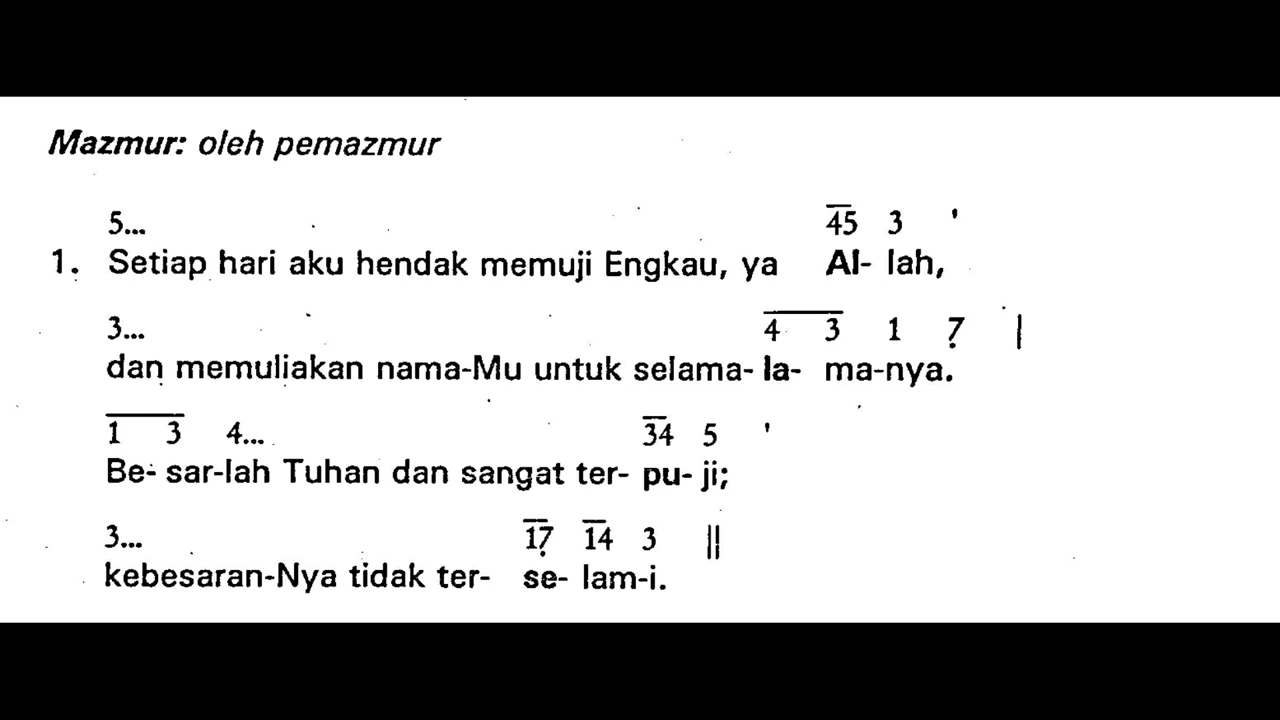 Mazmur: oleh pemazmur
5... 45 3 '
1. Setiap hari aku hendak memuji Engkau, ya Al- lah,
3... 4 3 1 7̣ |
dan memuliakan nama-Mu untuk selama- la- ma-nya.
1 3 4... 34 5 '
Be- sar-lah Tuhan dan sangat ter- pu- ji;
3... 17̣ 14 3 ||
kebesaran-Nya tidak ter- se- lam-i.